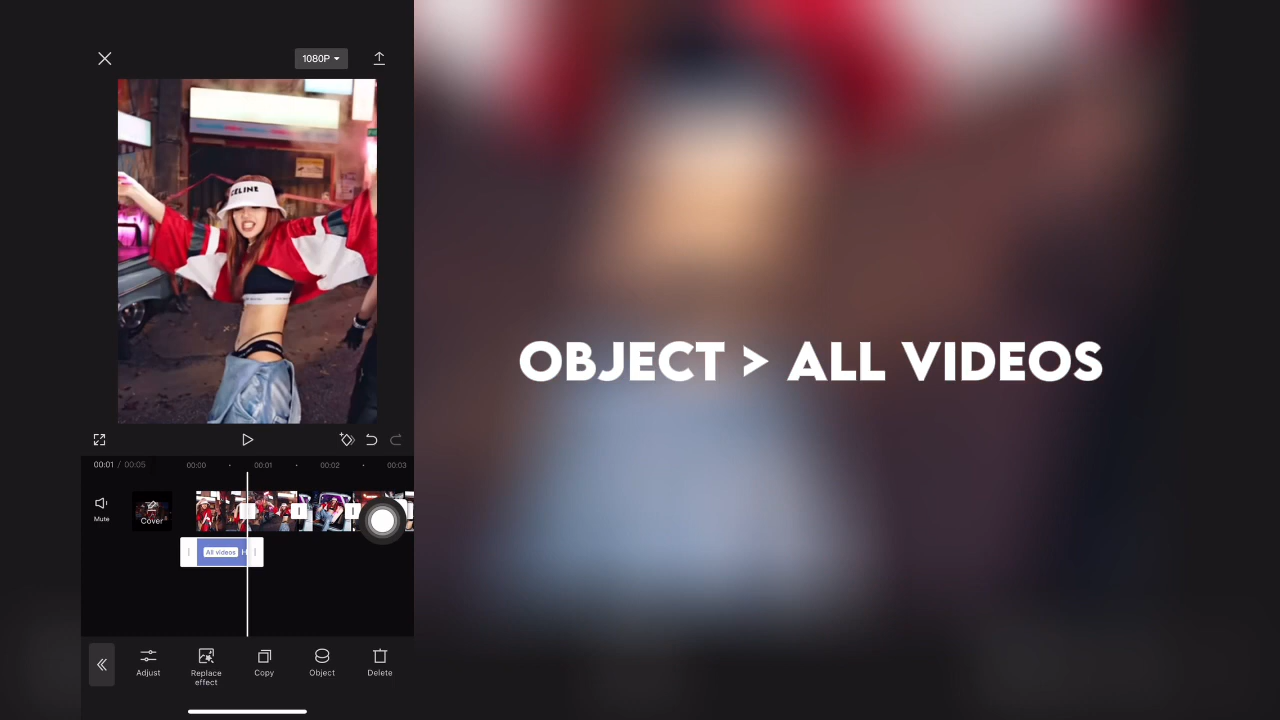 1080P
CELINE
OBJECT > ALL VIDEOS
00:01 / 00:05
00:00
00:01
00:02
00:03
Mute
Cover
All videos
Adjust
Replace effect
Copy
Object
Delete